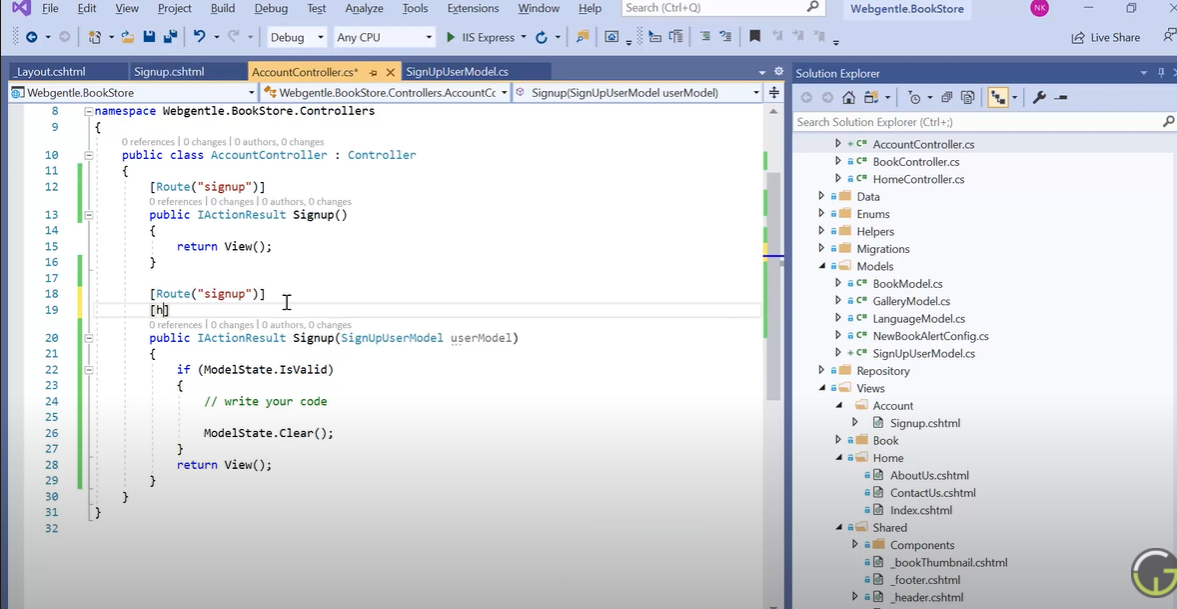 File Edit View Project Build Debug Test Analyze Tools Extensions Window Help Search (Ctrl+Q) Webgentle.BookStore NK
Debug Any CPU IIS Express Live Share
_Layout.cshtml Signup.cshtml AccountController.cs* SignUpUserModel.cs
Webgentle.BookStore Webgentle.BookStore.Controllers.AccountCo Signup(SignUpUserModel userModel)
8 namespace Webgentle.BookStore.Controllers
9 {
0 references | 0 changes | 0 authors, 0 changes
10 public class AccountController : Controller
11 {
12 [Route("signup")]
0 references | 0 changes | 0 authors, 0 changes
13 public IActionResult Signup()
14 {
15 return View();
16 }
17
18 [Route("signup")]
19 [h]
0 references | 0 changes | 0 authors, 0 changes
20 public IActionResult Signup(SignUpUserModel userModel)
21 {
22 if (ModelState.IsValid)
23 {
24 // write your code
25
26 ModelState.Clear();
27 }
28 return View();
29 }
30 }
31 }
32
Solution Explorer
Search Solution Explorer (Ctrl+;)
AccountController.cs
BookController.cs
HomeController.cs
Data
Enums
Helpers
Migrations
Models
BookModel.cs
GalleryModel.cs
LanguageModel.cs
NewBookAlertConfig.cs
SignUpUserModel.cs
Repository
Views
Account
Signup.cshtml
Book
Home
AboutUs.cshtml
ContactUs.cshtml
Index.cshtml
Shared
Components
_bookThumbnail.cshtml
_footer.cshtml
_header.cshtml